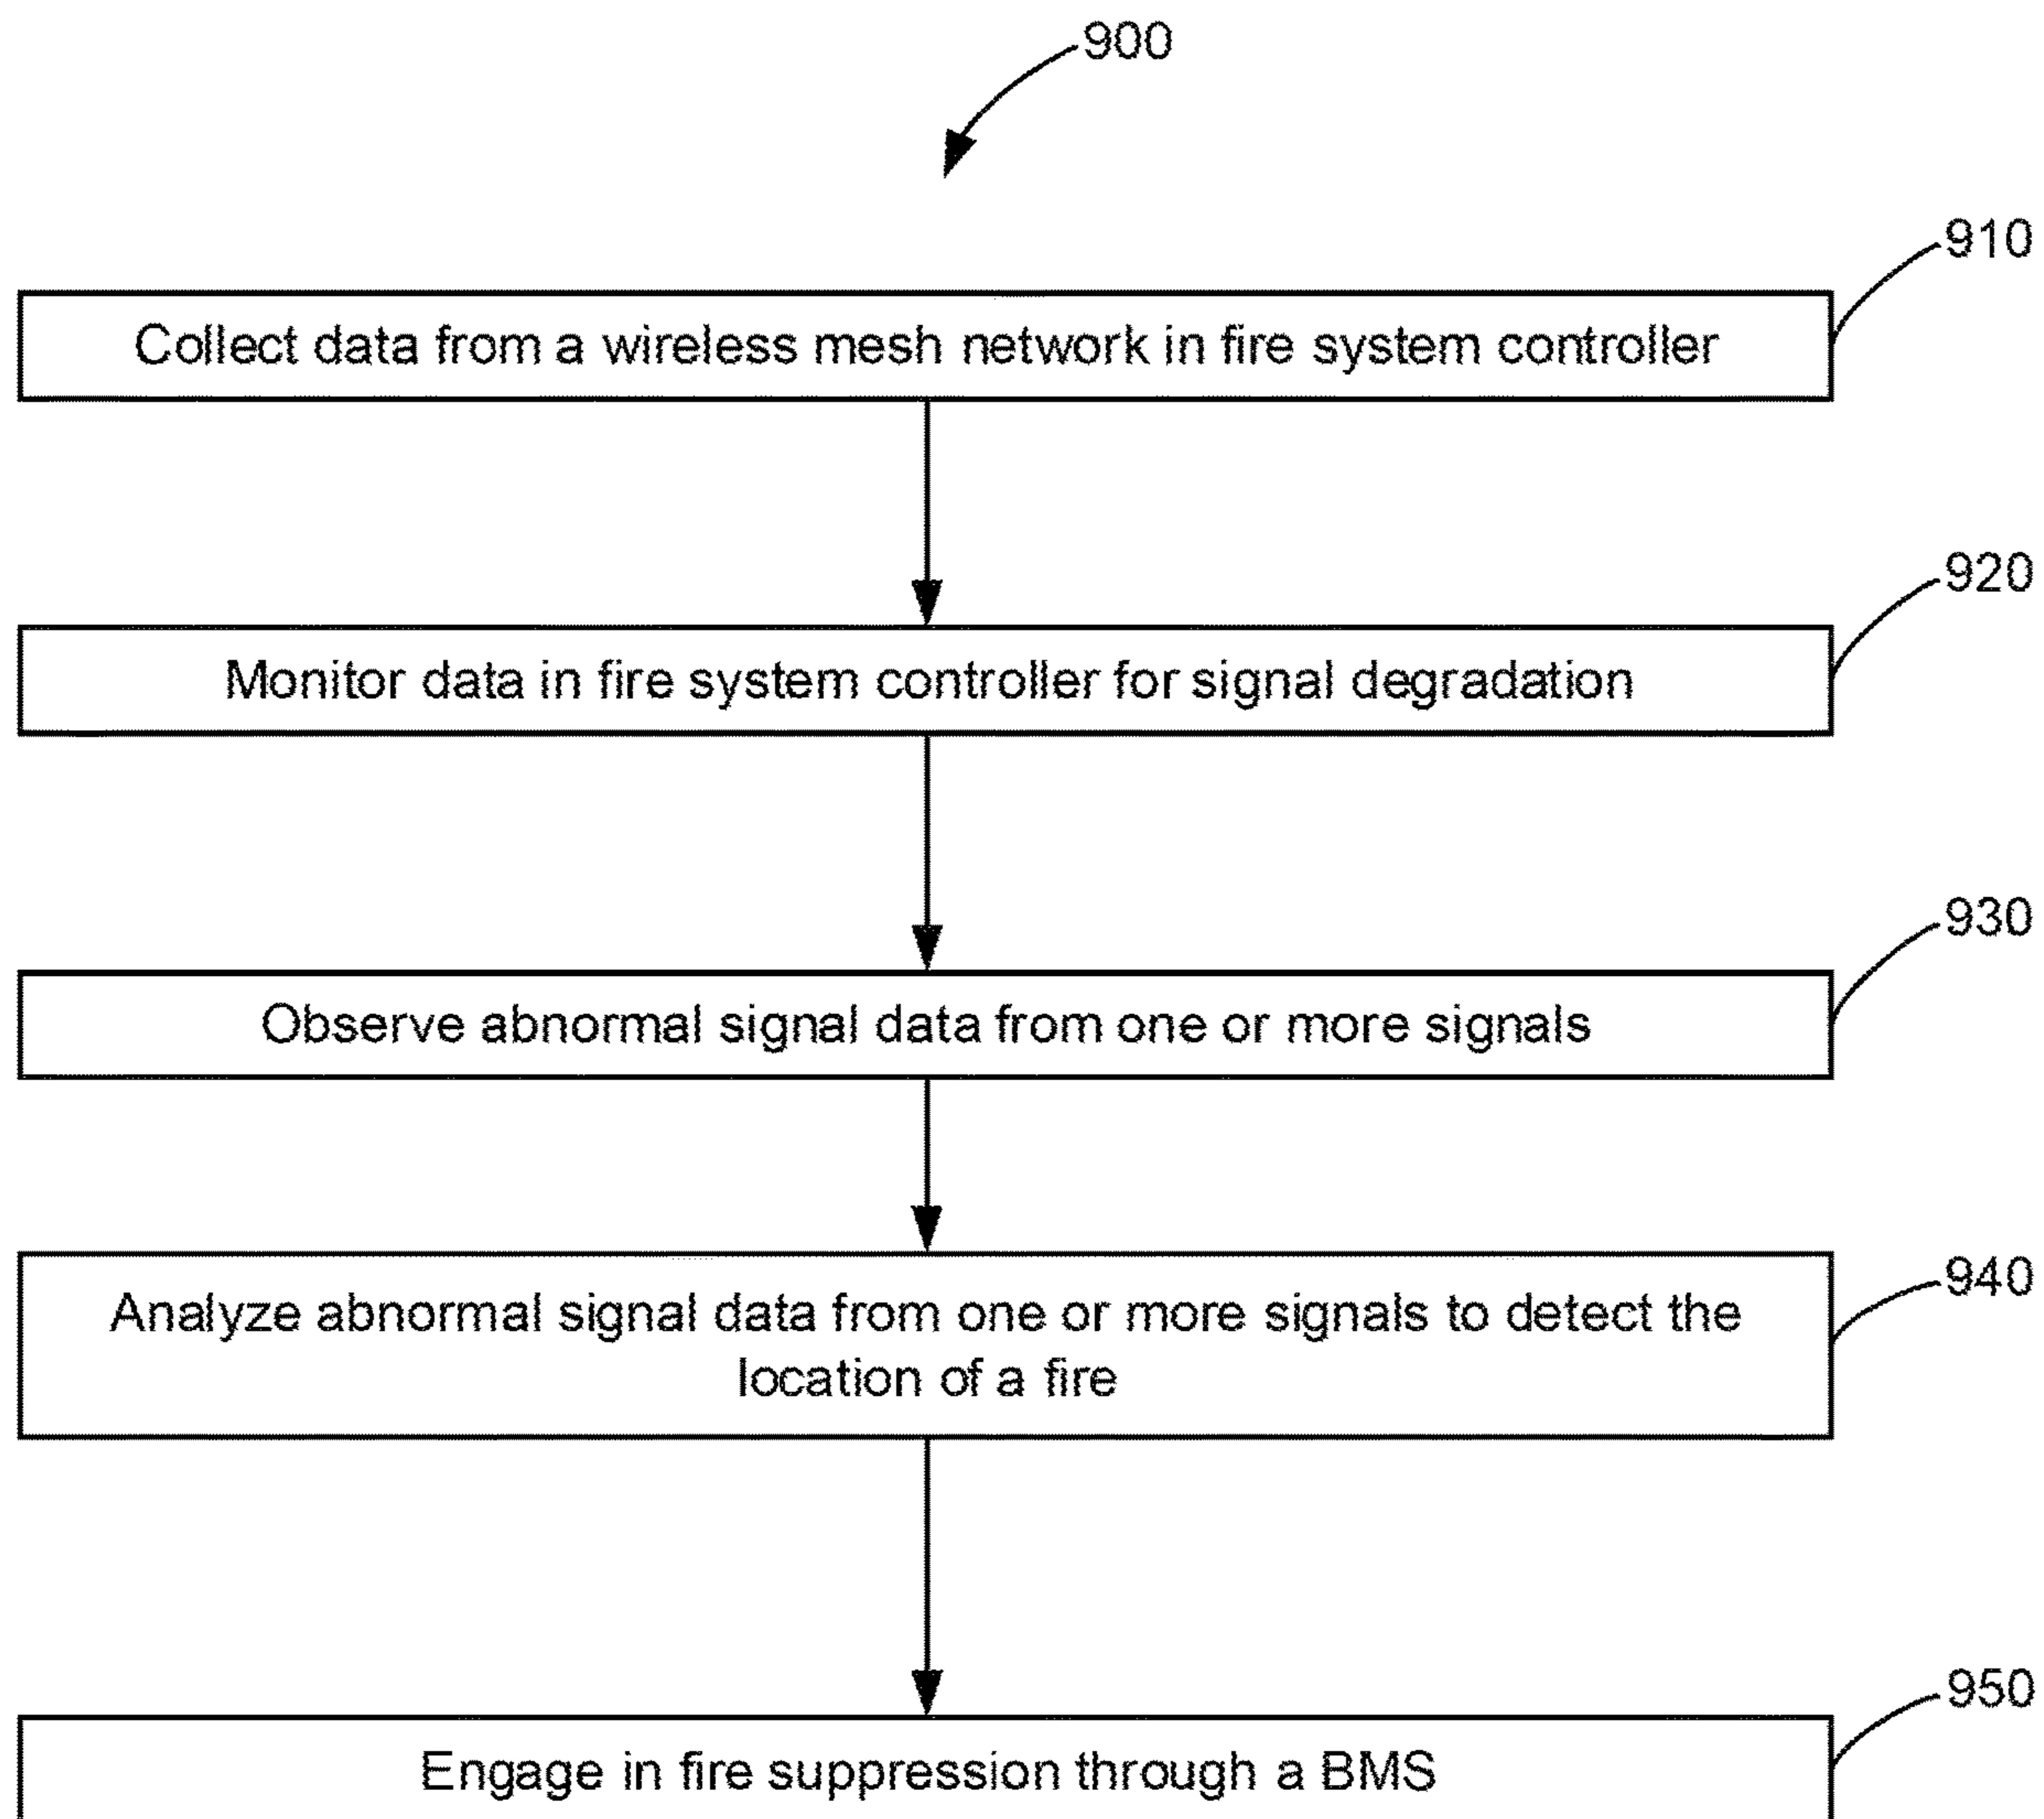 900
910
Collect data from a wireless mesh network in fire system controller
920
Monitor data in fire system controller for signal degradation
930
Observe abnormal signal data from one or more signals
940
Analyze abnormal signal data from one or more signals to detect the
location of a fire
950
Engage in fire suppression through a BMS